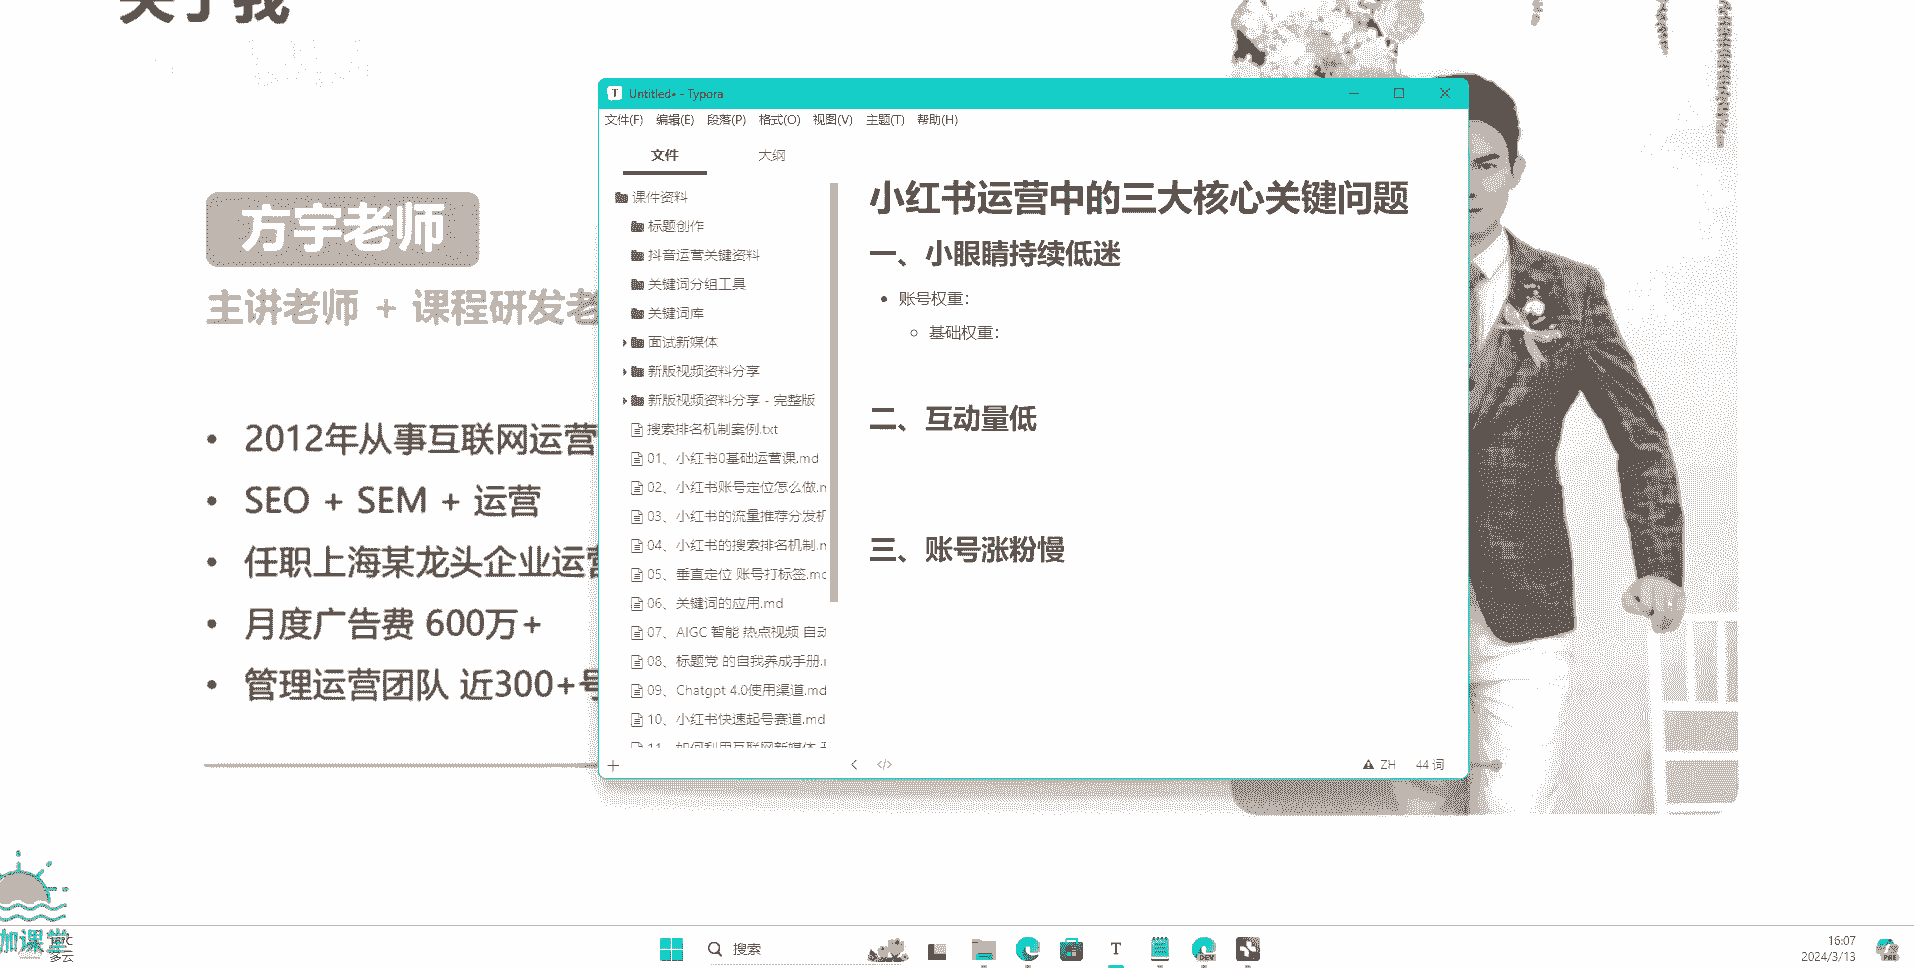 关于我
方宇老师
主讲老师 + 课程研发老
2012年从事互联网运营
SEO + SEM + 运营
任职上海某龙头企业运营
月度广告费 600万+
管理运营团队 近300+号
Untitled• - Typora
文件(F) 编辑(E) 段落(P) 格式(O) 视图(V) 主题(T) 帮助(H)
文件 大纲
课件资料
标题创作
抖音运营关键资料
关键词分组工具
关键词库
面试新媒体
新版视频资料分享
新版视频资料分享 - 完整版
搜索排名机制案例.txt
01、小红书0基础运营课.md
02、小红书账号定位怎么做.m
03、小红书的流量推荐分发机
04、小红书的搜索排名机制.m
05、垂直定位 账号打标签.md
06、关键词的应用.md
07、AIGC 智能 热点视频 自动
08、标题党 的自我养成手册.m
09、Chatgpt 4.0使用渠道.md
10、小红书快速起号赛道.md
11、如何利用互联网新媒体
小红书运营中的三大核心关键问题
一、小眼睛持续低迷
账号权重：
基础权重：
二、互动量低
三、账号涨粉慢
ZH 44 词
加课堂
多云
搜索
16:07
2024/3/13